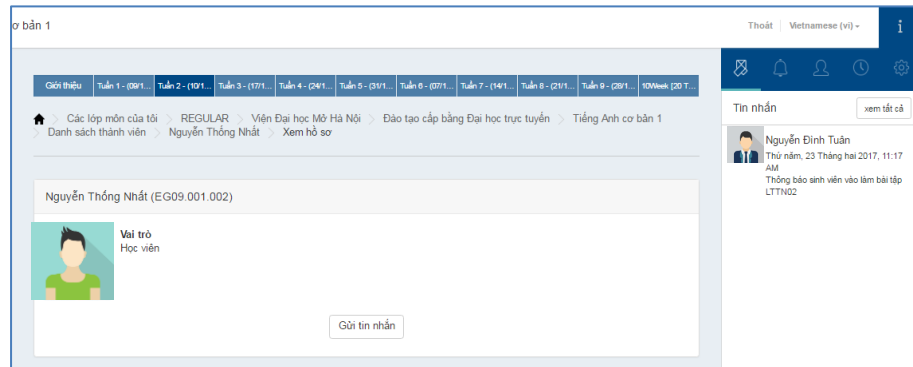 ơ bản 1
Thoát
Vietnamese (vi)
i
Giới thiệu
Tuần 1 - (09/1...
Tuần 2 - (10/1...
Tuần 3 - (17/1...
Tuần 4 - (24/1...
Tuần 5 - (31/1...
Tuần 6 - (07/1...
Tuần 7 - (14/1...
Tuần 8 - (21/1...
Tuần 9 - (28/1...
10Week [20 T...
Các lớp môn của tôi > REGULAR > Viện Đại học Mở Hà Nội > Đào tạo cấp bằng Đại học trực tuyến > Tiếng Anh cơ bản 1
> Danh sách thành viên > Nguyễn Thống Nhất > Xem hồ sơ
Nguyễn Thống Nhất (EG09.001.002)
Vai trò
Học viên
Gửi tin nhắn
Tin nhắn
xem tất cả
Nguyễn Đình Tuân
Thứ năm, 23 Tháng hai 2017, 11:17
AM
Thông báo sinh viên vào làm bài tập
LTTN02